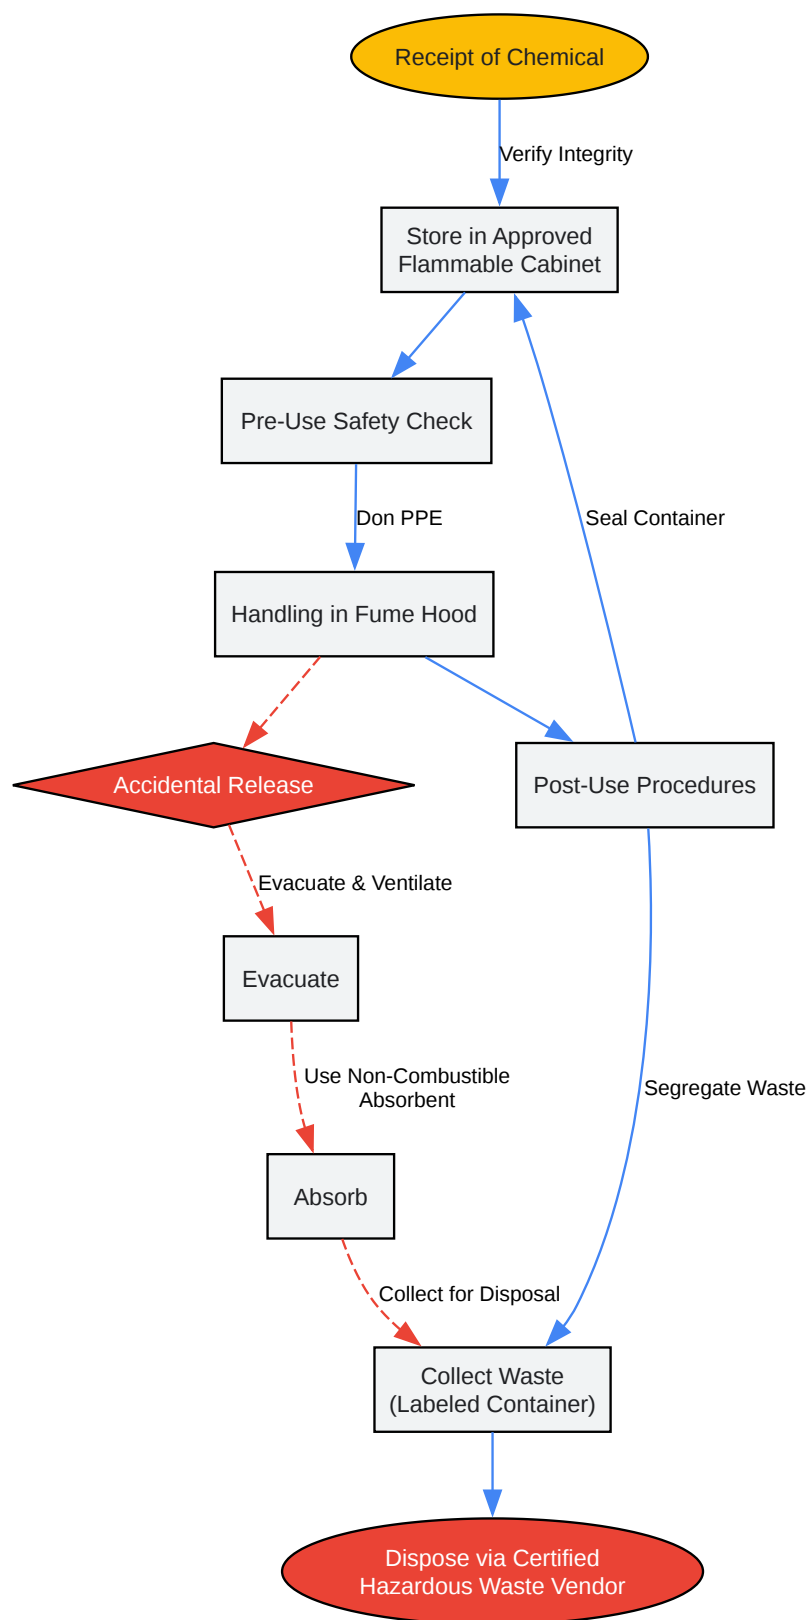 Receipt of Chemical
Verify Integrity
Store in Approved
Flammable Cabinet
Pre-Use Safety Check
Don PPE
Seal Container
Handling in Fume Hood
Accidental Release
Post-Use Procedures
Evacuate & Ventilate
Evacuate
Use Non-Combustible
Absorbent
Segregate Waste
Absorb
Collect for Disposal
Collect Waste
(Labeled Container)
Dispose via Certified
Hazardous Waste Vendor